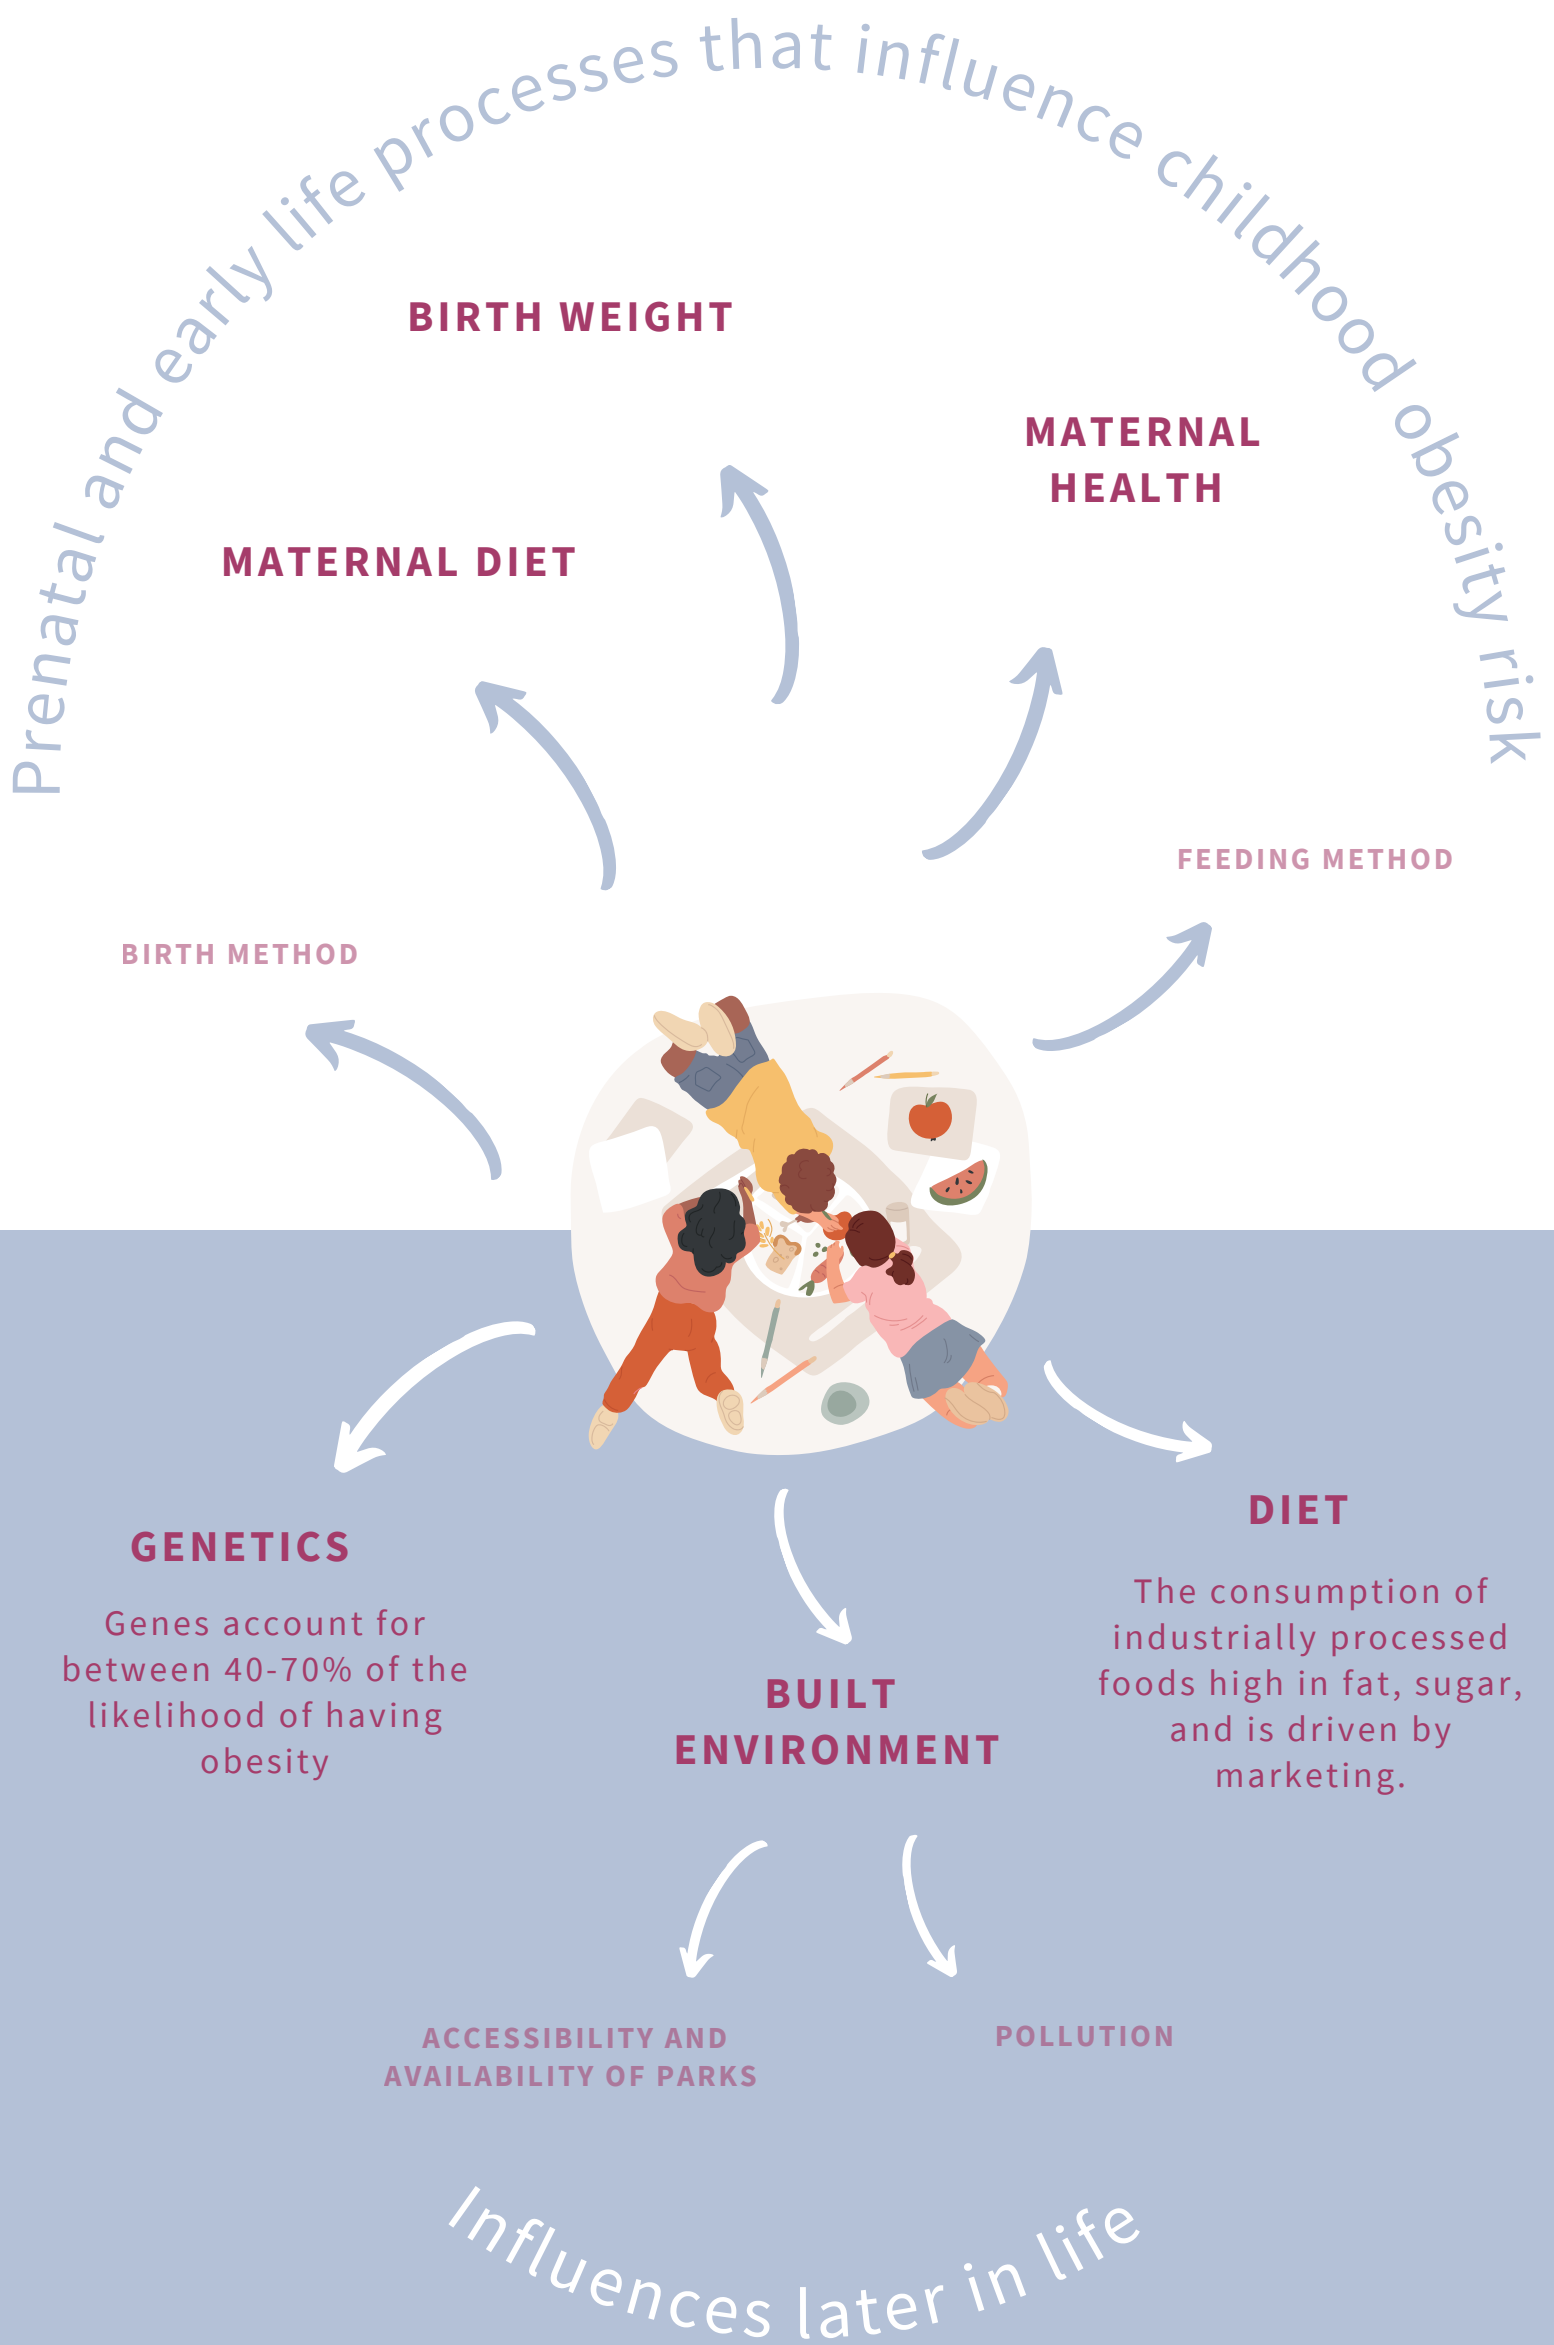 Prenatal and early life processes that influence childhood obesity risk
BIRTH WEIGHT
MATERNAL
HEALTH
MATERNAL DIET
FEEDING METHOD
BIRTH METHOD
GENETICS
Genes account for
between 40-70% of the
likelihood of having
obesity
BUILT
ENVIRONMENT
DIET
The consumption of
industrially processed
foods high in fat, sugar,
and is driven by
marketing.
ACCESSIBILITY AND
AVAILABILITY OF PARKS
POLLUTION
Influences later in life